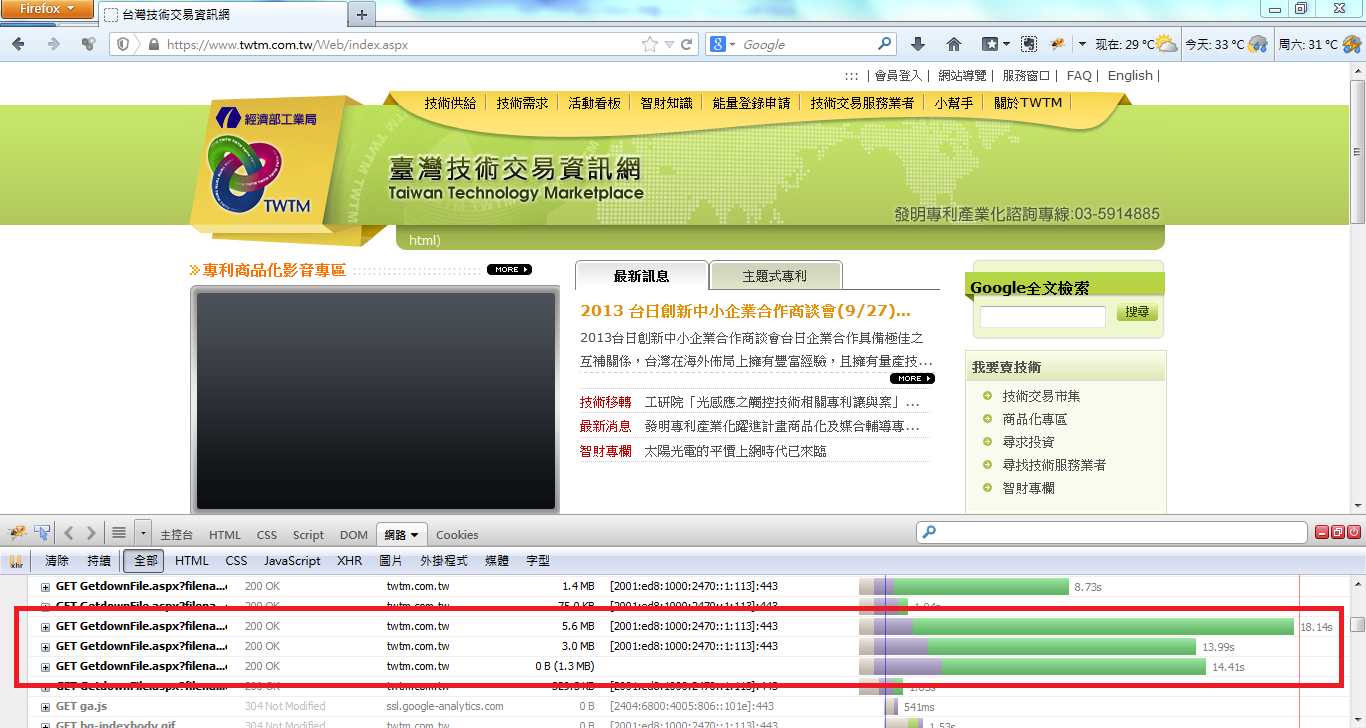 Firefox
台灣技術交易資訊網
https://www.twtm.com.tw/Web/index.aspx
Google
现在: 29 °C 今天: 33 °C 周六: 31 °C
::: | 會員登入 | 網站導覽 | 服務窗口 | FAQ | English |
技術供給 技術需求 活動看板 智財知識 能量登錄申請 技術交易服務業者 小幫手 關於TWTM
經濟部工業局
TWTM
臺灣技術交易資訊網
Taiwan Technology Marketplace
發明專利產業化諮詢專線:03-5914885
html)
專利商品化影音專區 MORE
最新訊息 主題式專利
2013 台日創新中小企業合作商談會(9/27)...
2013台日創新中小企業合作商談會台日企業合作具備極佳之
互補關係，台灣在海外佈局上擁有豐富經驗，且擁有量產技...
MORE
技術移轉 工研院「光感應之觸控技術相關專利讓與案」...
最新消息 發明專利產業化躍進計畫商品化及媒合輔導專...
智財專欄 太陽光電的平價上網時代已來臨
Google全文檢索
搜尋
我要賣技術
技術交易市集
商品化專區
尋求投資
尋找技術服務業者
智財專欄
主控台 HTML CSS Script DOM 網路 Cookies
xhr 清除 持續 全部 HTML CSS JavaScript XHR 圖片 外掛程式 媒體 字型
GET GetdownFile.aspx?filena... 200 OK twtm.com.tw 1.4 MB [2001:ed8:1000:2470::1:113]:443 8.73s
GET GetdownFile.aspx?filena... 200 OK twtm.com.tw 75.0 KB [2001:ed8:1000:2470::1:113]:443 1.94s
GET GetdownFile.aspx?filena... 200 OK twtm.com.tw 5.6 MB [2001:ed8:1000:2470::1:113]:443 18.14s
GET GetdownFile.aspx?filena... 200 OK twtm.com.tw 3.0 MB [2001:ed8:1000:2470::1:113]:443 13.99s
GET GetdownFile.aspx?filena... 200 OK twtm.com.tw 0 B (1.3 MB) 14.41s
GET GetdownFile.aspx?filena... 200 OK twtm.com.tw [2001:ed8:1000:2470::1:113]:443
GET ga.js 304 Not Modified ssl.google-analytics.com 0 B [2404:6800:4005:806::101e]:443 541ms
GET bg-indexbody.gif 304 Not Modified twtm.com.tw 0 B [2001:ed8:1000:2470::1:113]:443 1.53s